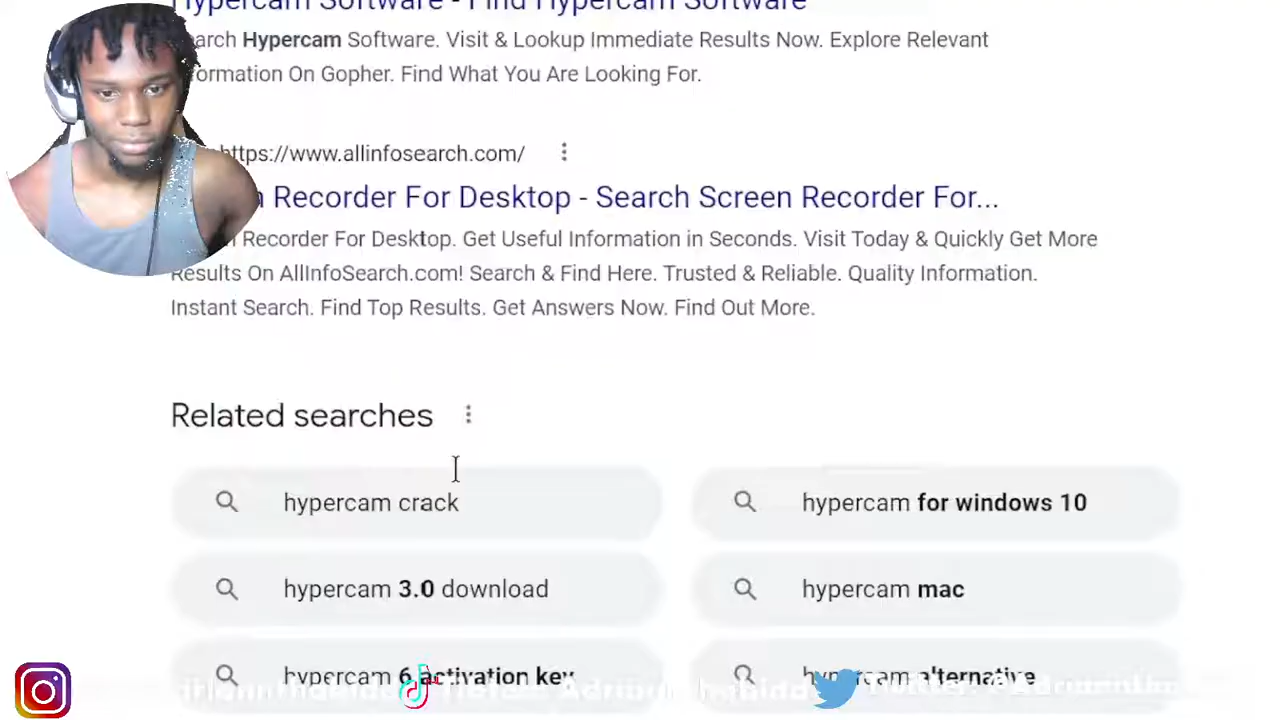 Hypercam Software - Find Hypercam Software
earch Hypercam Software. Visit & Lookup Immediate Results Now. Explore Relevant
formation On Gopher. Find What You Are Looking For.
https://www.allinfosearch.com/
Recorder For Desktop - Search Screen Recorder For...
Recorder For Desktop. Get Useful Information in Seconds. Visit Today & Quickly Get More
Results On AllInfoSearch.com! Search & Find Here. Trusted & Reliable. Quality Information.
Instant Search. Find Top Results. Get Answers Now. Find Out More.
Related searches
hypercam crack
hypercam for windows 10
hypercam 3.0 download
hypercam mac
hypercam 6 activation key
hypercam alternative
Twitter: